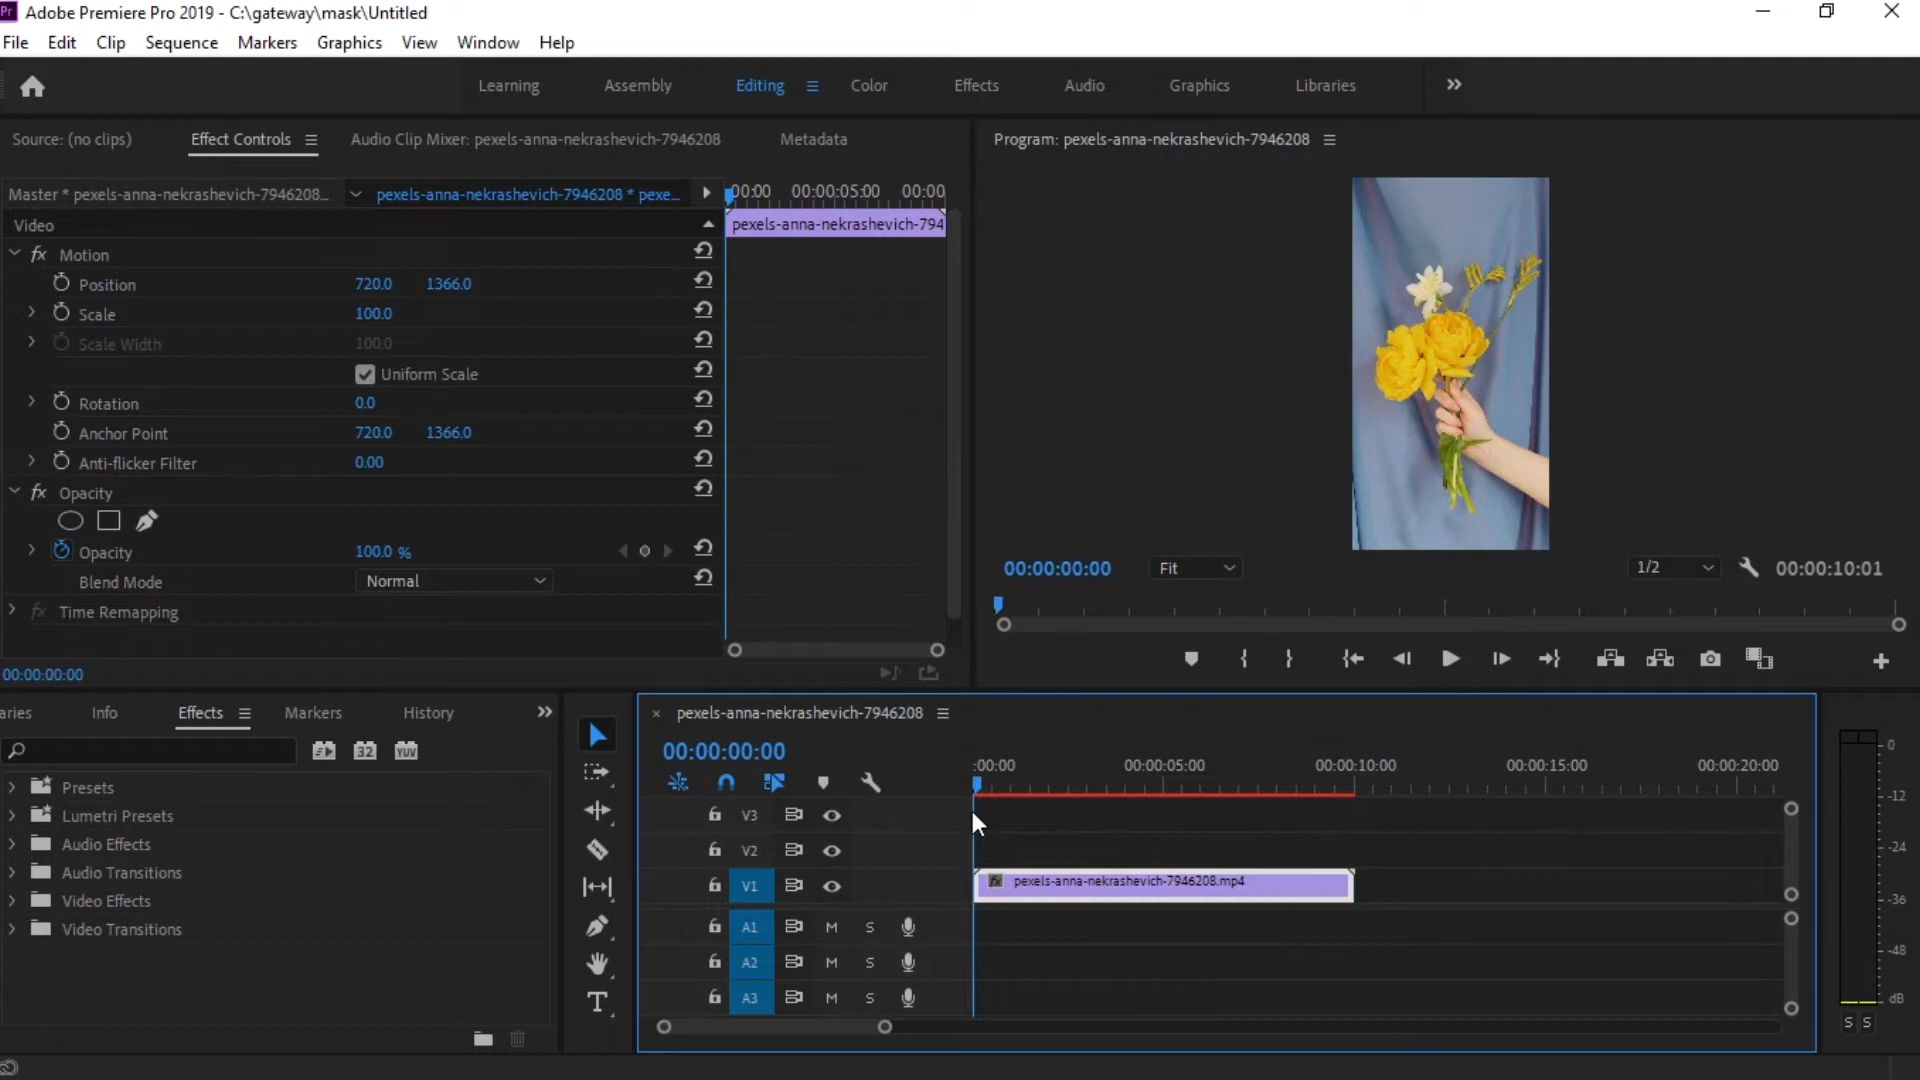 Pr Adobe Premiere Pro 2019 - C:\gateway\mask\Untitled
File Edit Clip Sequence Markers Graphics View Window Help
Learning Assembly Editing Color Effects Audio Graphics Libraries
Source: (no clips) Effect Controls Audio Clip Mixer: pexels-anna-nekrashevich-7946208 Metadata
Program: pexels-anna-nekrashevich-7946208
Master * pexels-anna-nekrashevich-7946208... pexels-anna-nekrashevich-7946208 * pexe...
00:00 00:00:05:00 00:00
pexels-anna-nekrashevich-794
Video
fx Motion
Position 720.0 1366.0
Scale 100.0
Scale Width 100.0
Uniform Scale
Rotation 0.0
Anchor Point 720.0 1366.0
Anti-flicker Filter 0.00
fx Opacity
Opacity 100.0 %
Blend Mode Normal
fx Time Remapping
00:00:00:00
00:00:00:00 Fit 1/2 00:00:10:01
aries Info Effects Markers History
32 YUV
Presets
Lumetri Presets
Audio Effects
Audio Transitions
Video Effects
Video Transitions
pexels-anna-nekrashevich-7946208
00:00:00:00
:00:00 00:00:05:00 00:00:10:00 00:00:15:00 00:00:20:00
V3
V2
V1 fx pexels-anna-nekrashevich-7946208.mp4
A1 M S
A2 M S
A3 M S
0
-12
-24
-36
-48
dB
S S